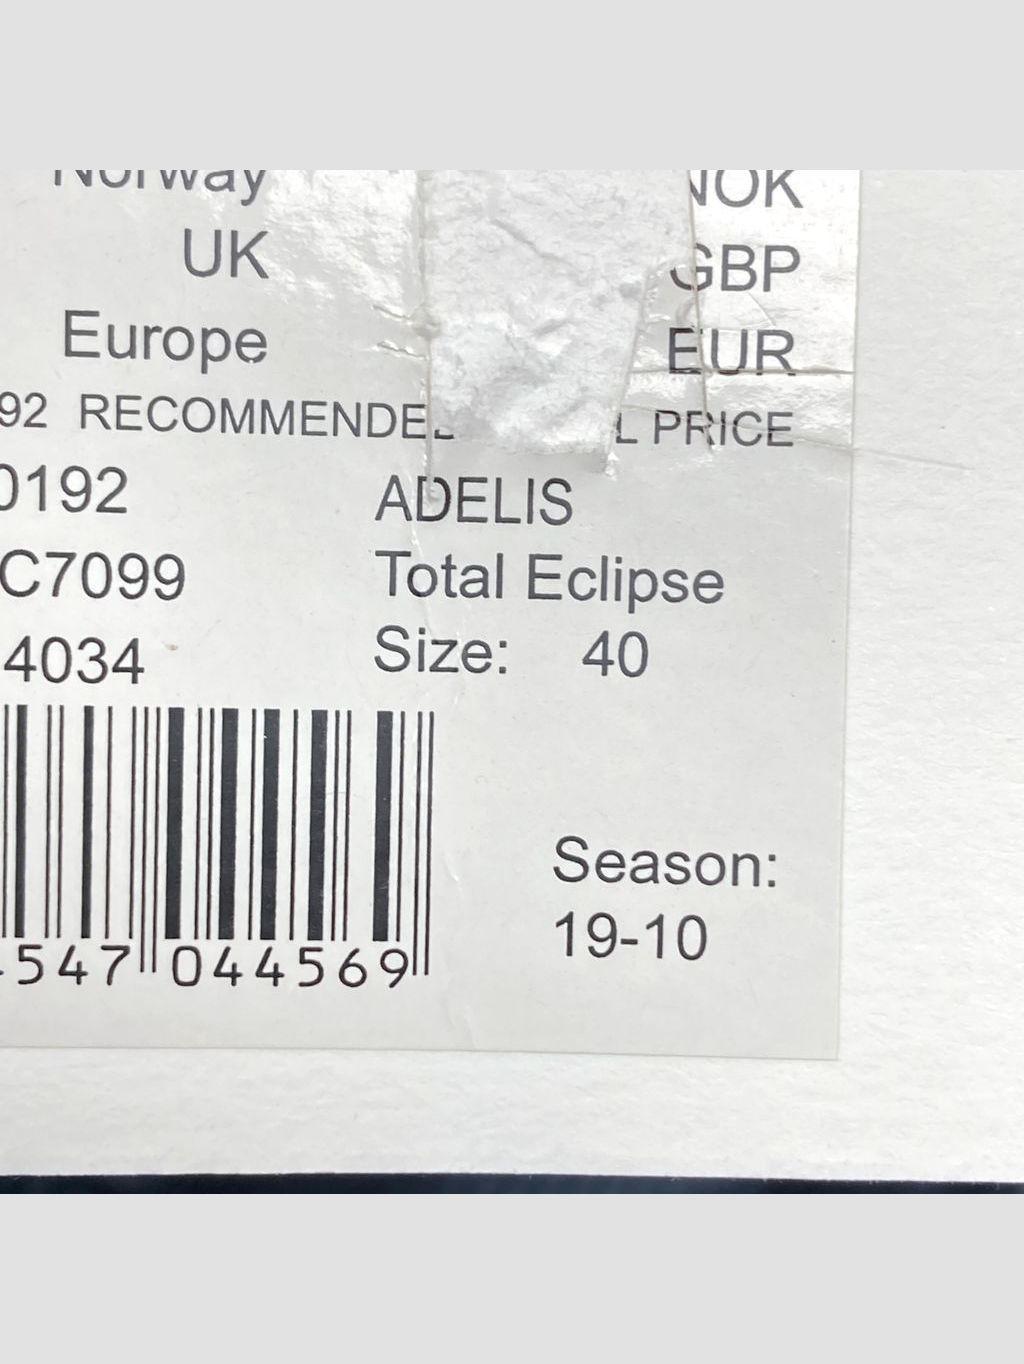 Norway NOK
UK GBP
Europe EUR
92 RECOMMENDED L PRICE
0192 ADELIS
C7099 Total Eclipse
4034 Size: 40
547 044569
Season:
19-10